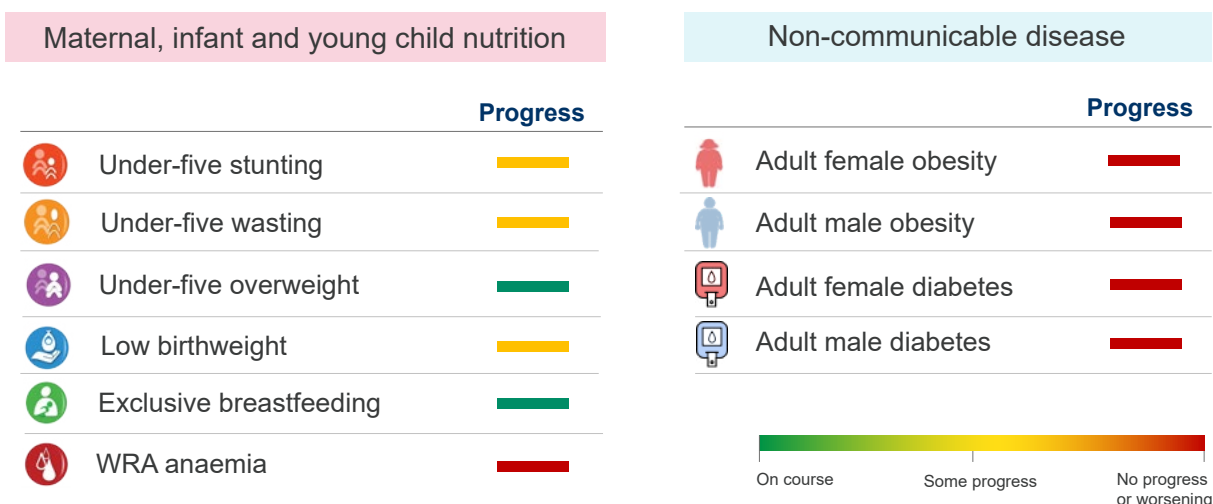 Maternal, infant and young child nutrition
Progress
Under-five stunting
Under-five wasting
Under-five overweight
Low birthweight
Exclusive breastfeeding
WRA anaemia
Non-communicable disease
Progress
Adult female obesity
Adult male obesity
Adult female diabetes
Adult male diabetes
On course
Some progress
No progress
or worsening